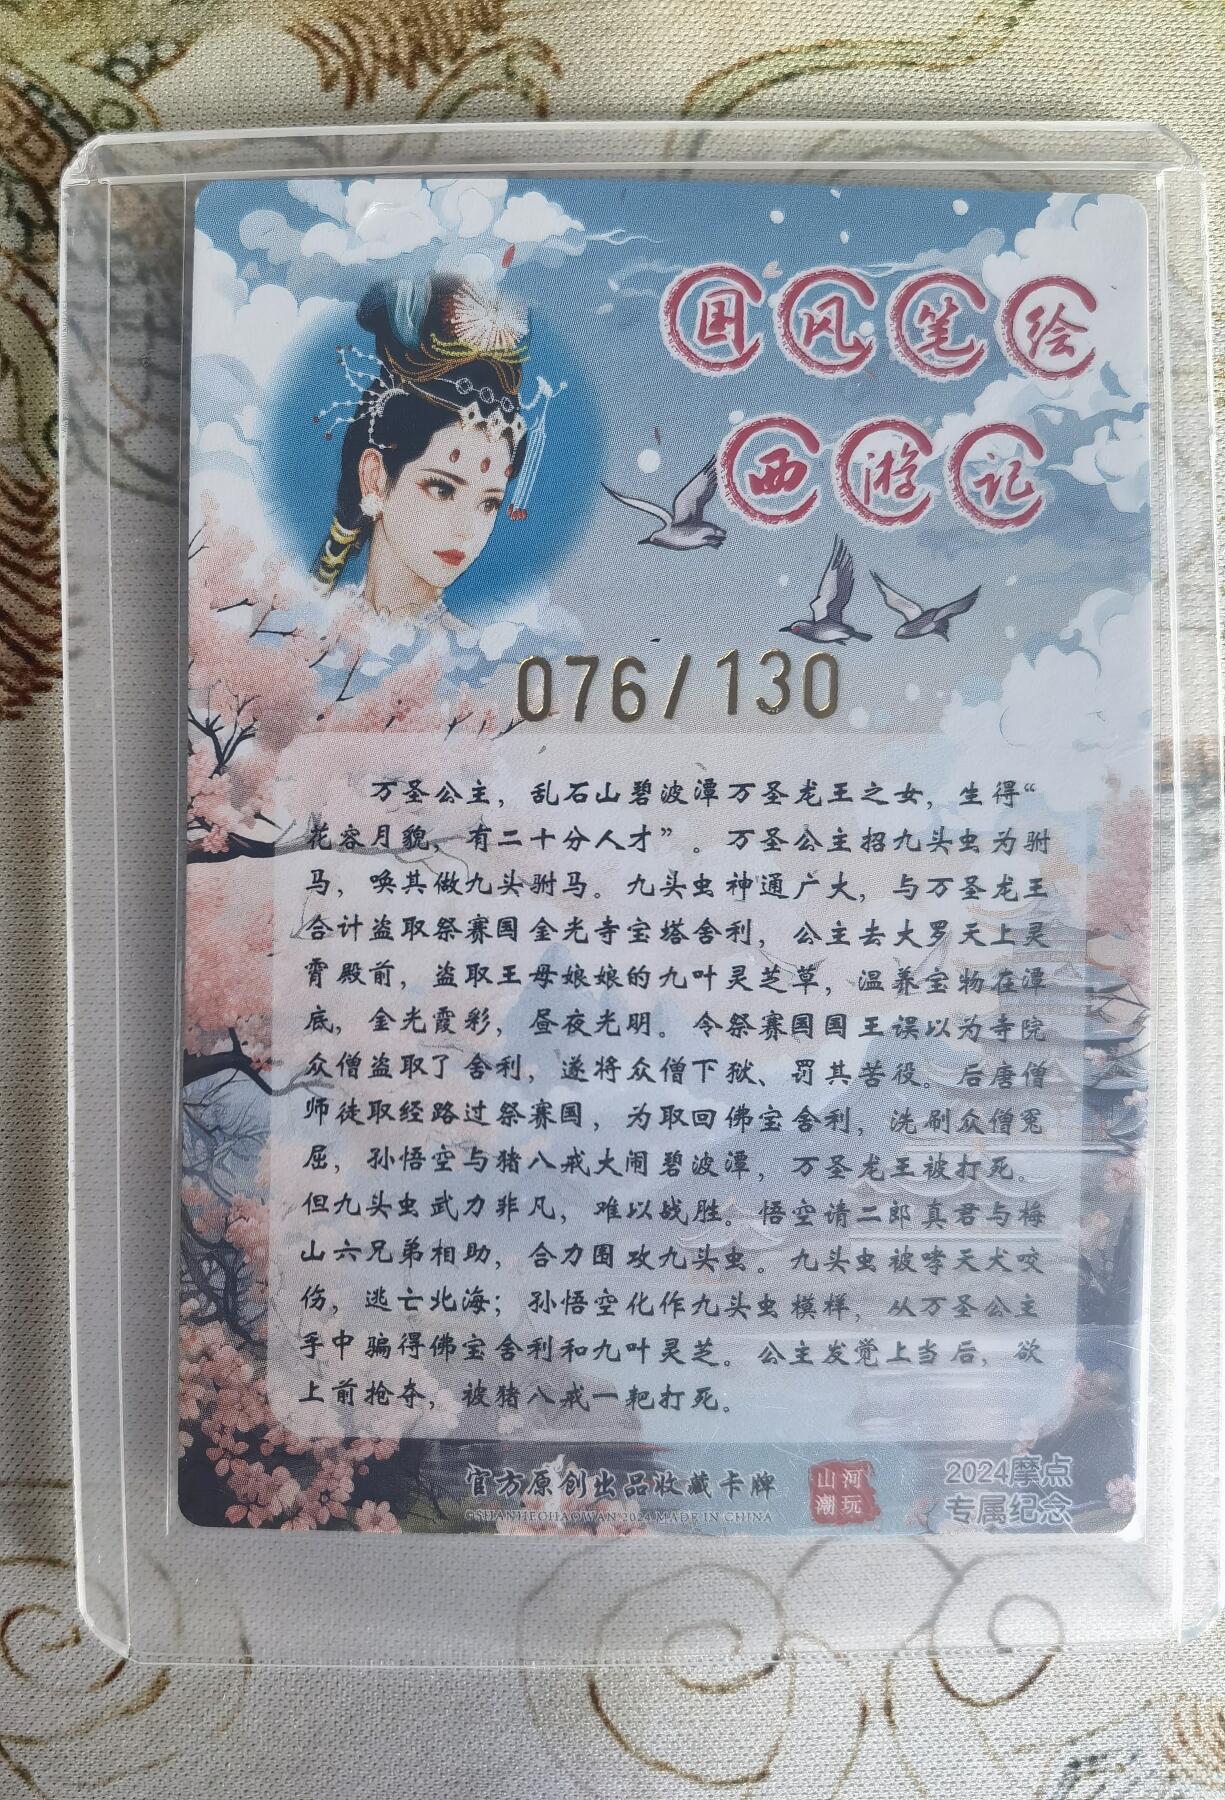 国风笔绘
西游记
076/130
万圣公主，乱石山碧波潭万圣龙王之女，生得“
花容月貌，有二十分人才”。万圣公主招九头虫为驸
马，唤其做九头驸马。九头虫神通广大，与万圣龙王
合计盗取祭赛国金光寺宝塔舍利，公主去大罗天上灵
霄殿前，盗取王母娘娘的九叶灵芝草，温养宝物在潭
底，金光霞彩，昼夜光明。令祭赛国国王误以为寺院
众僧盗取了舍利，遂将众僧下狱、罚其苦役。后唐僧
师徒取经路过祭赛国，为取回佛宝舍利，洗刷众僧冤
屈，孙悟空与猪八戒大闹碧波潭，万圣龙王被打死。
但九头虫武力非凡，难以战胜。悟空请二郎真君与梅
山六兄弟相助，合力围攻九头虫。九头虫被哮天犬咬
伤，逃亡北海；孙悟空化作九头虫模样，从万圣公主
手中骗得佛宝舍利和九叶灵芝。公主发觉上当后，欲
上前抢夺，被猪八戒一耙打死。
官方原创出品收藏卡牌
©SHANHECHAOWAN 2024 MADE IN CHINA
山河
潮玩
2024摩点
专属纪念